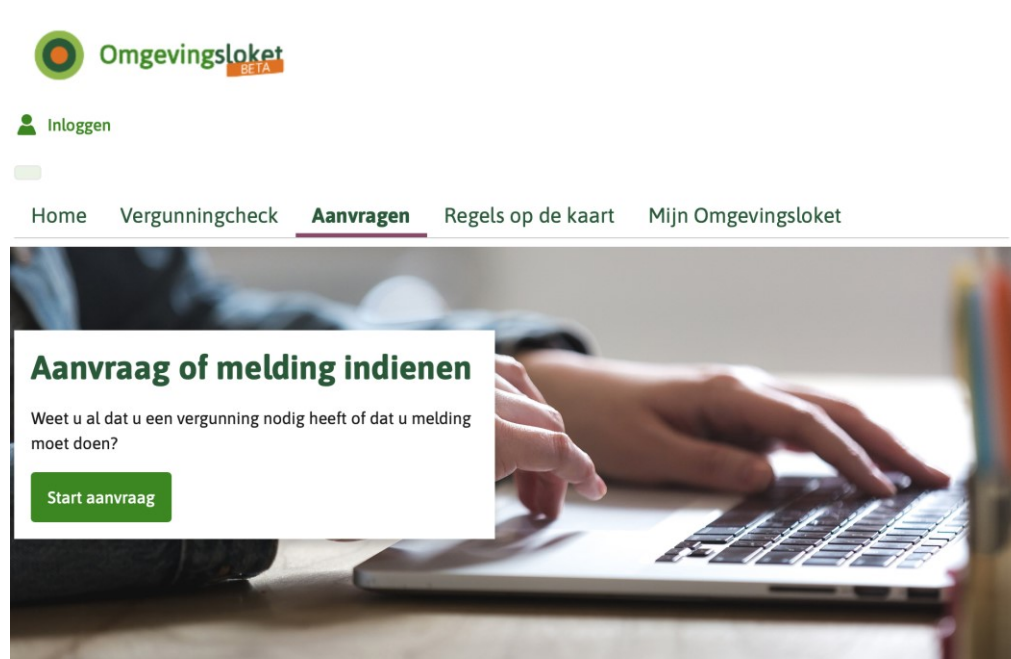 Omgevingsloket
BETA
Inloggen
Home Vergunningcheck Aanvragen Regels op de kaart Mijn Omgevingsloket
Aanvraag of melding indienen
Weet u al dat u een vergunning nodig heeft of dat u melding
moet doen?
Start aanvraag